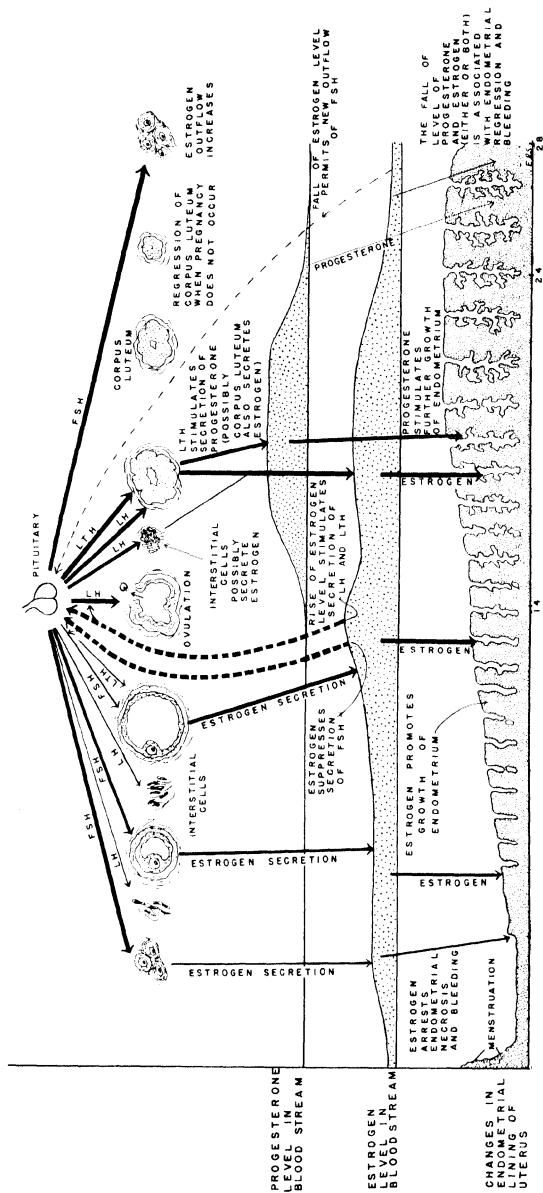 PITUITARY
FSH
LH
FSH
LH
FSH
LTH
LH
LH
LTH
LH
FSH
INTERSTITIAL
CELLS
OVULATION
INTERSTITIAL
CELLS
POSSIBLY
SECRETE
ESTROGEN
LTH
STIMULATES
SECRETION OF
PROGESTERONE
(POSSIBLY
CORPUS LUTEUM
ALSO SECRETES
ESTROGEN)
CORPUS
LUTEUM
REGRESSION OF
CORPUS LUTEUM
WHEN PREGNANCY
DOES NOT OCCUR
ESTROGEN
OUTFLOW
INCREASES
ESTROGEN SECRETION
ESTROGEN SECRETION
ESTROGEN SECRETION
PROGESTERONE
LEVEL IN
BLOOD STREAM
ESTROGEN
SUPPRESSES
SECRETION
OF FSH
RISE OF ESTROGEN
LEVEL STIMULATES
SECRETION OF
LH AND LTH
FALL OF ESTROGEN LEVEL
PERMITS NEW OUTFLOW
OF FSH
PROGESTERONE
ESTROGEN
LEVEL IN
BLOODSTREAM
ESTROGEN
ARRESTS
ENDOMETRIAL
NECROSIS
AND BLEEDING
ESTROGEN
ESTROGEN PROMOTES
GROWTH OF
ENDOMETRIUM
ESTROGEN
ESTROGEN
PROGESTERONE
STIMULATES
FURTHER GROWTH
OF ENDOMETRIUM
THE FALL OF
LEVEL OF
PROGESTERONE
AND ESTROGEN
(EITHER OR BOTH)
IS ASSOCIATED
WITH ENDOMETRIAL
REGRESSION AND
BLEEDING
MENSTRUATION
CHANGES IN
ENDOMETRIAL
LINING OF
UTERUS
14
24
28